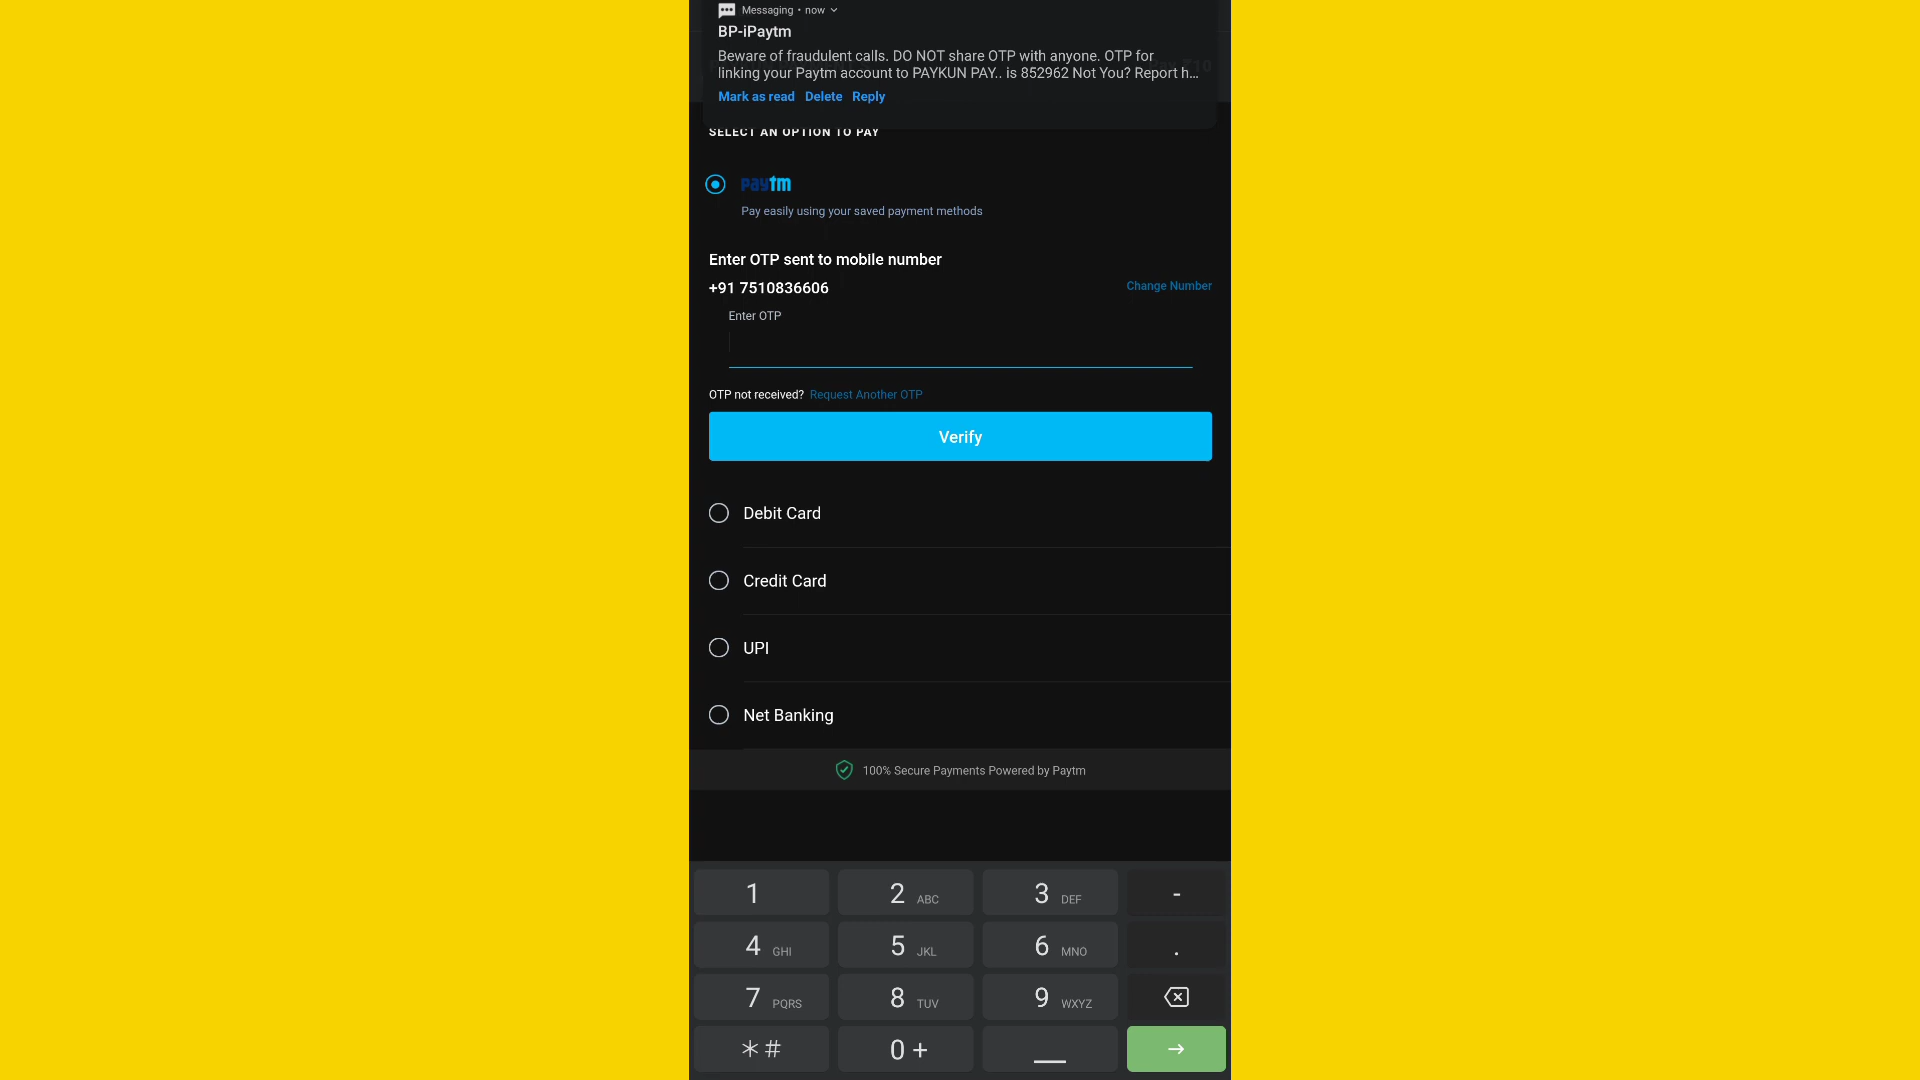 Messaging • now
BP-iPaytm
Beware of fraudulent calls. DO NOT share OTP with anyone. OTP for
linking your Paytm account to PAYKUN PAY.. is 852962 Not You? Report h...
Mark as read Delete Reply
SELECT AN OPTION TO PAY
paytm
Pay easily using your saved payment methods
Enter OTP sent to mobile number
+91 7510836606 Change Number
Enter OTP
OTP not received? Request Another OTP
Verify
Debit Card
Credit Card
UPI
Net Banking
100% Secure Payments Powered by Paytm
1 2 ABC 3 DEF -
4 GHI 5 JKL 6 MNO .
7 PQRS 8 TUV 9 WXYZ
*# 0 +